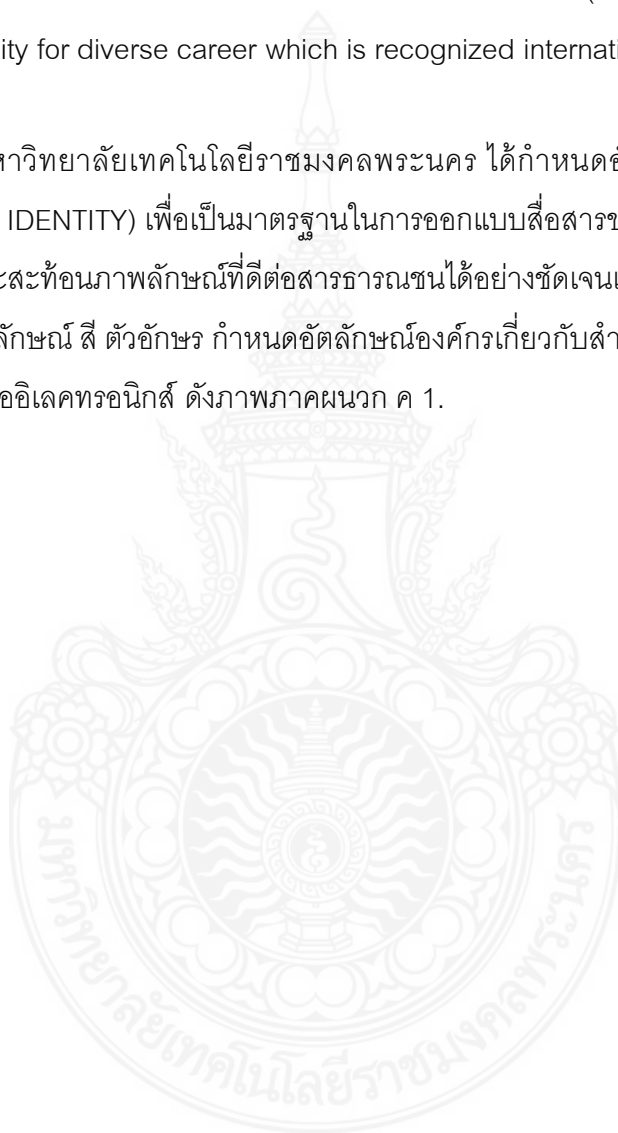 ity for diverse career which is recognized internati
หาวิทยาลัยเทคโนโลยีราชมงคลพระนคร ได้กำหนดอั
IDENTITY) เพื่อเป็นมาตรฐานในการออกแบบสื่อสารข
ะสะท้อนภาพลักษณ์ที่ดีต่อสารธารณชนได้อย่างชัดเจนแ
ลักษณ์ สี ตัวอักษร กำหนดอัตลักษณ์องค์กรเกี่ยวกับสำ
ออิเลคทรอนิกส์ ดังภาพภาคผนวก ค 1.
มหาวิทยาลัยเทคโนโลยีราชมงคลพระนคร